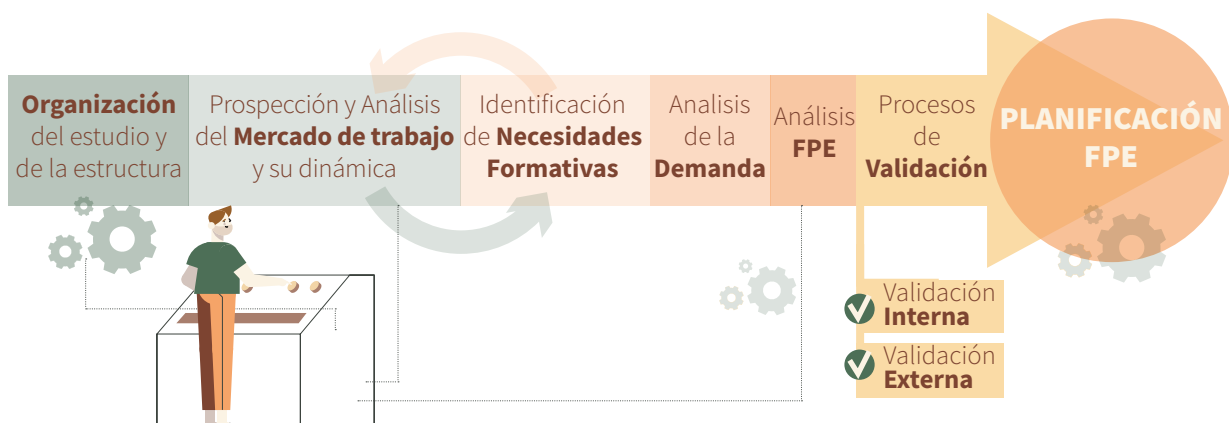 Organización
del estudio y
de la estructura
Prospección y Análisis
del Mercado de trabajo
y su dinámica
Identificación
de Necesidades
Formativas
Analisis
de la
Demanda
Análisis
FPE
Procesos
de
Validación
PLANIFICACIÓN
FPE
Validación
Interna
Validación
Externa